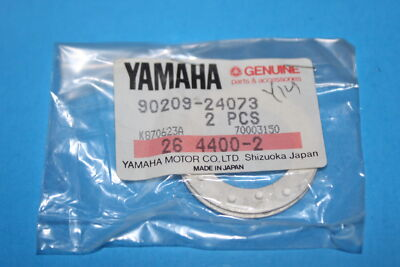 YAMAHA GENUINE
parts & accessories
90209-24073
2 PCS
K870623A 70003150
26 4400-2
YAMAHA MOTOR CO., LTD. Shizuoka Japan
MADE IN JAPAN